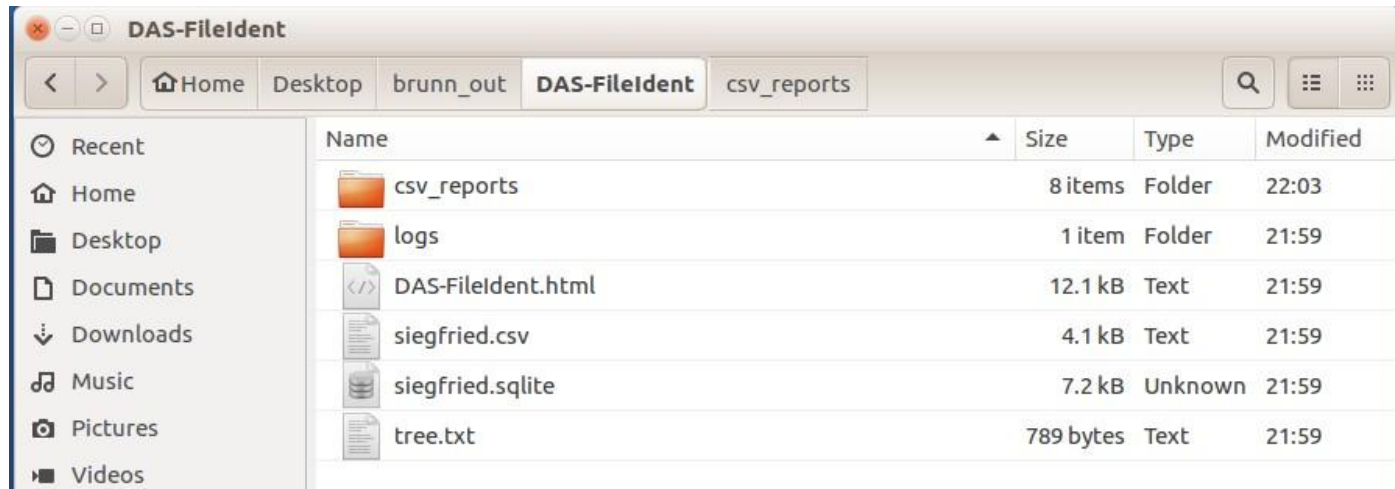 DAS-FileIdent
Home Desktop brunn_out DAS-FileIdent csv_reports
Recent
Home
Desktop
Documents
Downloads
Music
Pictures
Videos
Name Size Type Modified
csv_reports 8 items Folder 22:03
logs 1 item Folder 21:59
DAS-FileIdent.html 12.1 kB Text 21:59
siegfried.csv 4.1 kB Text 21:59
siegfried.sqlite 7.2 kB Unknown 21:59
tree.txt 789 bytes Text 21:59